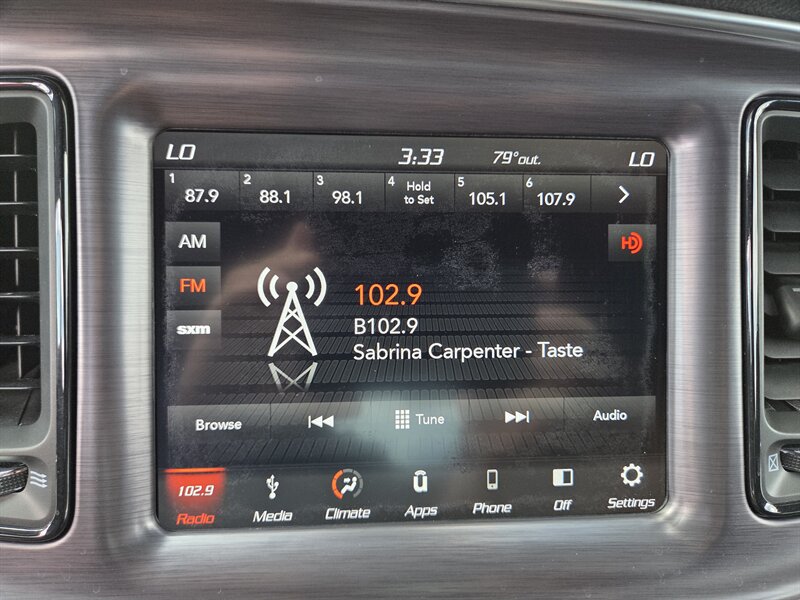 LO 3:33 79°out. LO
1 87.9 2 88.1 3 98.1 4 Hold to Set 5 105.1 6 107.9
AM
HD
FM
102.9
sxm
B102.9
Sabrina Carpenter - Taste
Browse Tune Audio
102.9
Radio Media Climate Apps Phone Off Settings